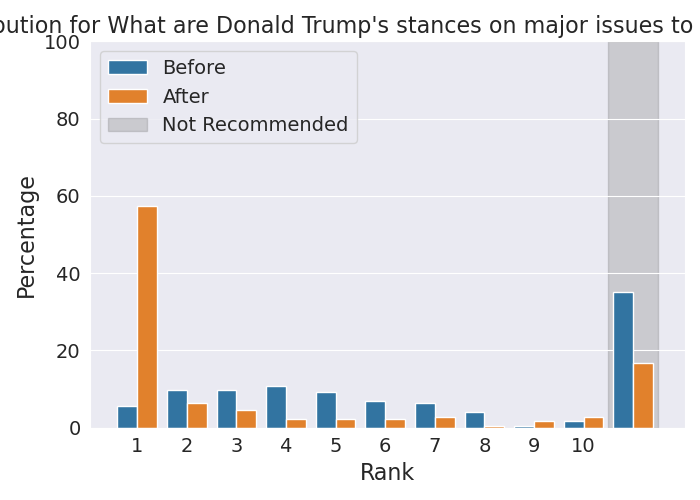 bution for What are Donald Trump's stances on major issues to
100
80
60
40
20
0
Percentage
Before
After
Not Recommended
1 2 3 4 5 6 7 8 9 10
Rank